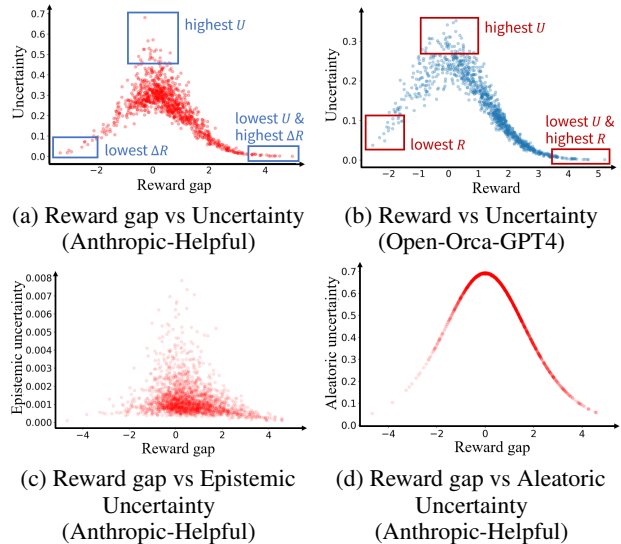 0.7
0.6
0.5
0.4
0.3
0.2
0.1
0.0
Uncertainty
highest U
lowest U &
highest ΔR
lowest ΔR
−2 0 2 4
Reward gap
(a) Reward gap vs Uncertainty
(Anthropic-Helpful)
0.3
0.2
0.1
0.0
Uncertainty
highest U
lowest U &
highest R
lowest R
−2 −1 0 1 2 3 4 5
Reward
(b) Reward vs Uncertainty
(Open-Orca-GPT4)
0.008
0.007
0.006
0.005
0.004
0.003
0.002
0.001
0.000
Epistemic uncertainty
−4 −2 0 2 4
Reward gap
(c) Reward gap vs Epistemic
Uncertainty
(Anthropic-Helpful)
0.7
0.6
0.5
0.4
0.3
0.2
0.1
0.0
Aleatoric uncertainty
−4 −2 0 2 4
Reward gap
(d) Reward gap vs Aleatoric
Uncertainty
(Anthropic-Helpful)